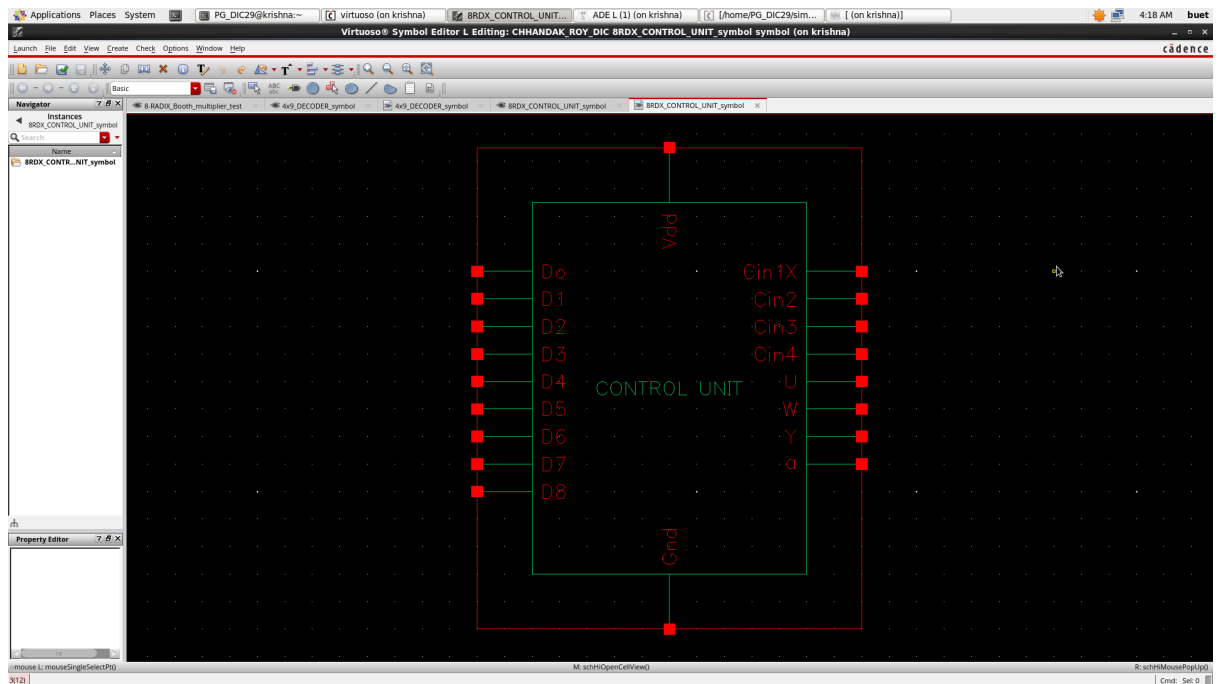 Applications Places System PG_DIC29@krishna:~ virtuoso (on krishna) 8RDX_CONTROL_UNIT... ADE L (1) (on krishna) [/home/PG_DIC29/sim... [ (on krishna)] 4:18 AM buet
Virtuoso® Symbol Editor L Editing: CHHANDAK_ROY_DIC 8RDX_CONTROL_UNIT_symbol symbol (on krishna)
Launch File Edit View Create Check Options Window Help cādence
Basic
Navigator ? 8-RADIX_Booth_multiplier_test 4x9_DECODER_symbol 4x9_DECODER_symbol 8RDX_CONTROL_UNIT_symbol 8RDX_CONTROL_UNIT_symbol
Instances
8RDX_CONTROL_UNIT_symbol
Search
Name
8RDX_CONTR...NIT_symbol
Vdd
Do Cin1X
D1 Cin2
D2 Cin3
D3 Cin4
D4 U
CONTROL UNIT
D5 W
D6 Y
D7 a
D8
Gnd
Property Editor ?
mouse L: mouseSingleSelectPt() M: schHiOpenCellView() R: schHiMousePopUp()
3(12) Cmd: Sel: 0